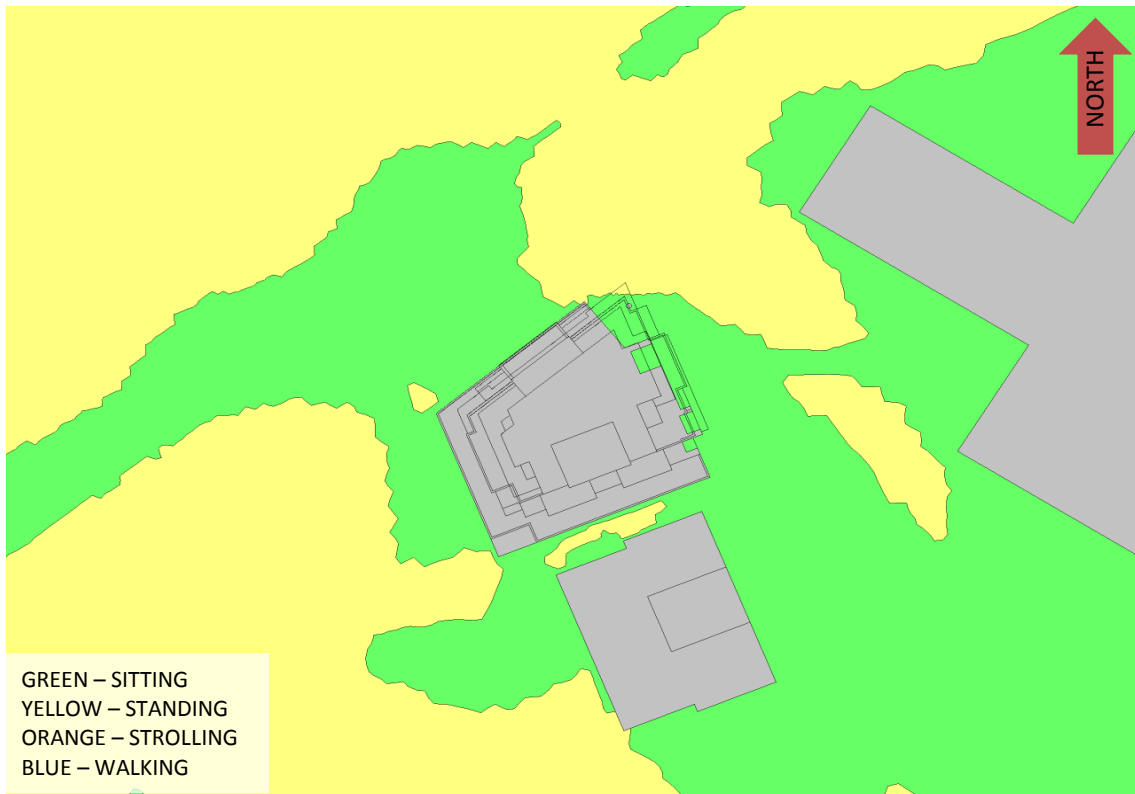 NORTH
GREEN – SITTING
YELLOW – STANDING
ORANGE – STROLLING
BLUE – WALKING